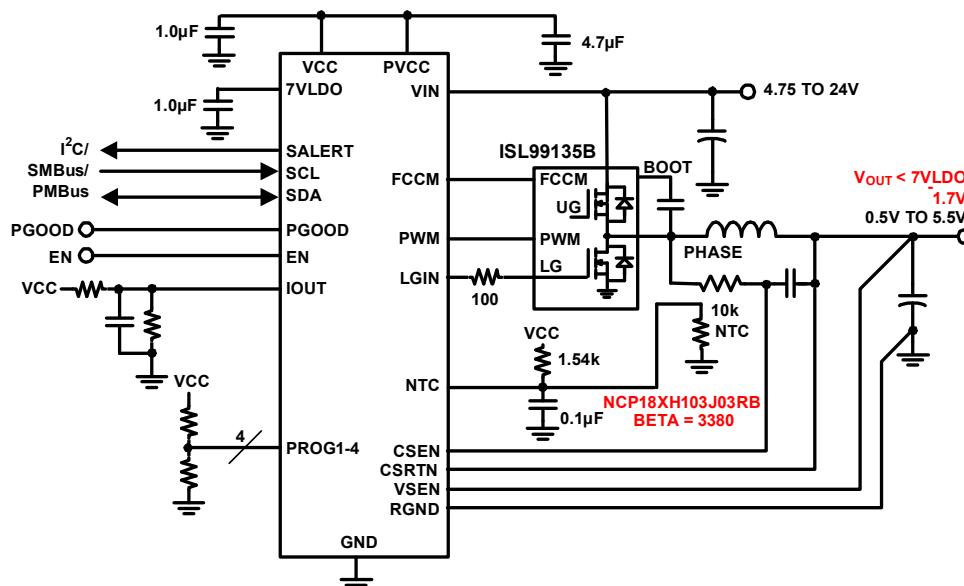 1.0µF
4.7µF
VCC
PVCC
7VLDO
VIN
4.75 TO 24V
1.0µF
I²C/
SMBus/
PMBus
SALERT
SCL
SDA
ISL99135B
BOOT
FCCM
FCCM
UG
VOUT < 7VLDO
-
1.7V
0.5V TO 5.5V
PGOOD
PGOOD
PWM
PWM
EN
EN
PHASE
LGIN
LG
100
VCC
IOUT
10k
NTC
VCC
1.54k
VCC
NTC
0.1µF
NCP18XH103J03RB
BETA = 3380
4
PROG1-4
CSEN
CSRTN
VSEN
RGND
GND